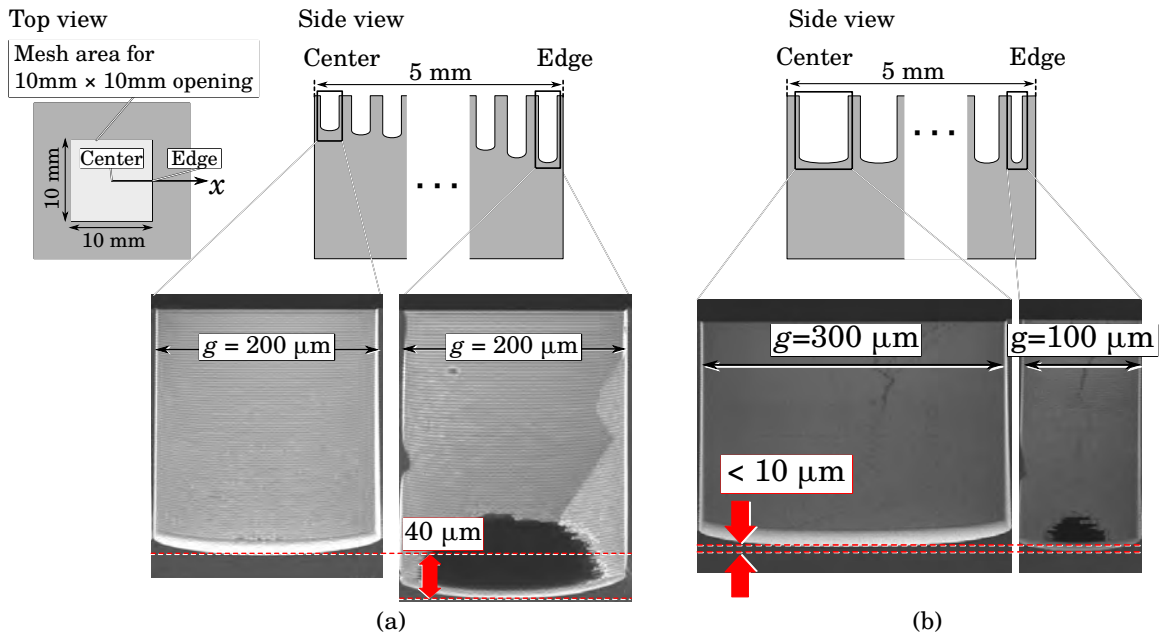 Top view
Mesh area for
10mm × 10mm opening
Center
Edge
x
10 mm
10 mm
Side view
Center
Edge
5 mm
g = 200 μm
g = 200 μm
40 μm
(a)
Side view
Center
Edge
5 mm
g=300 μm
g=100 μm
< 10 μm
(b)